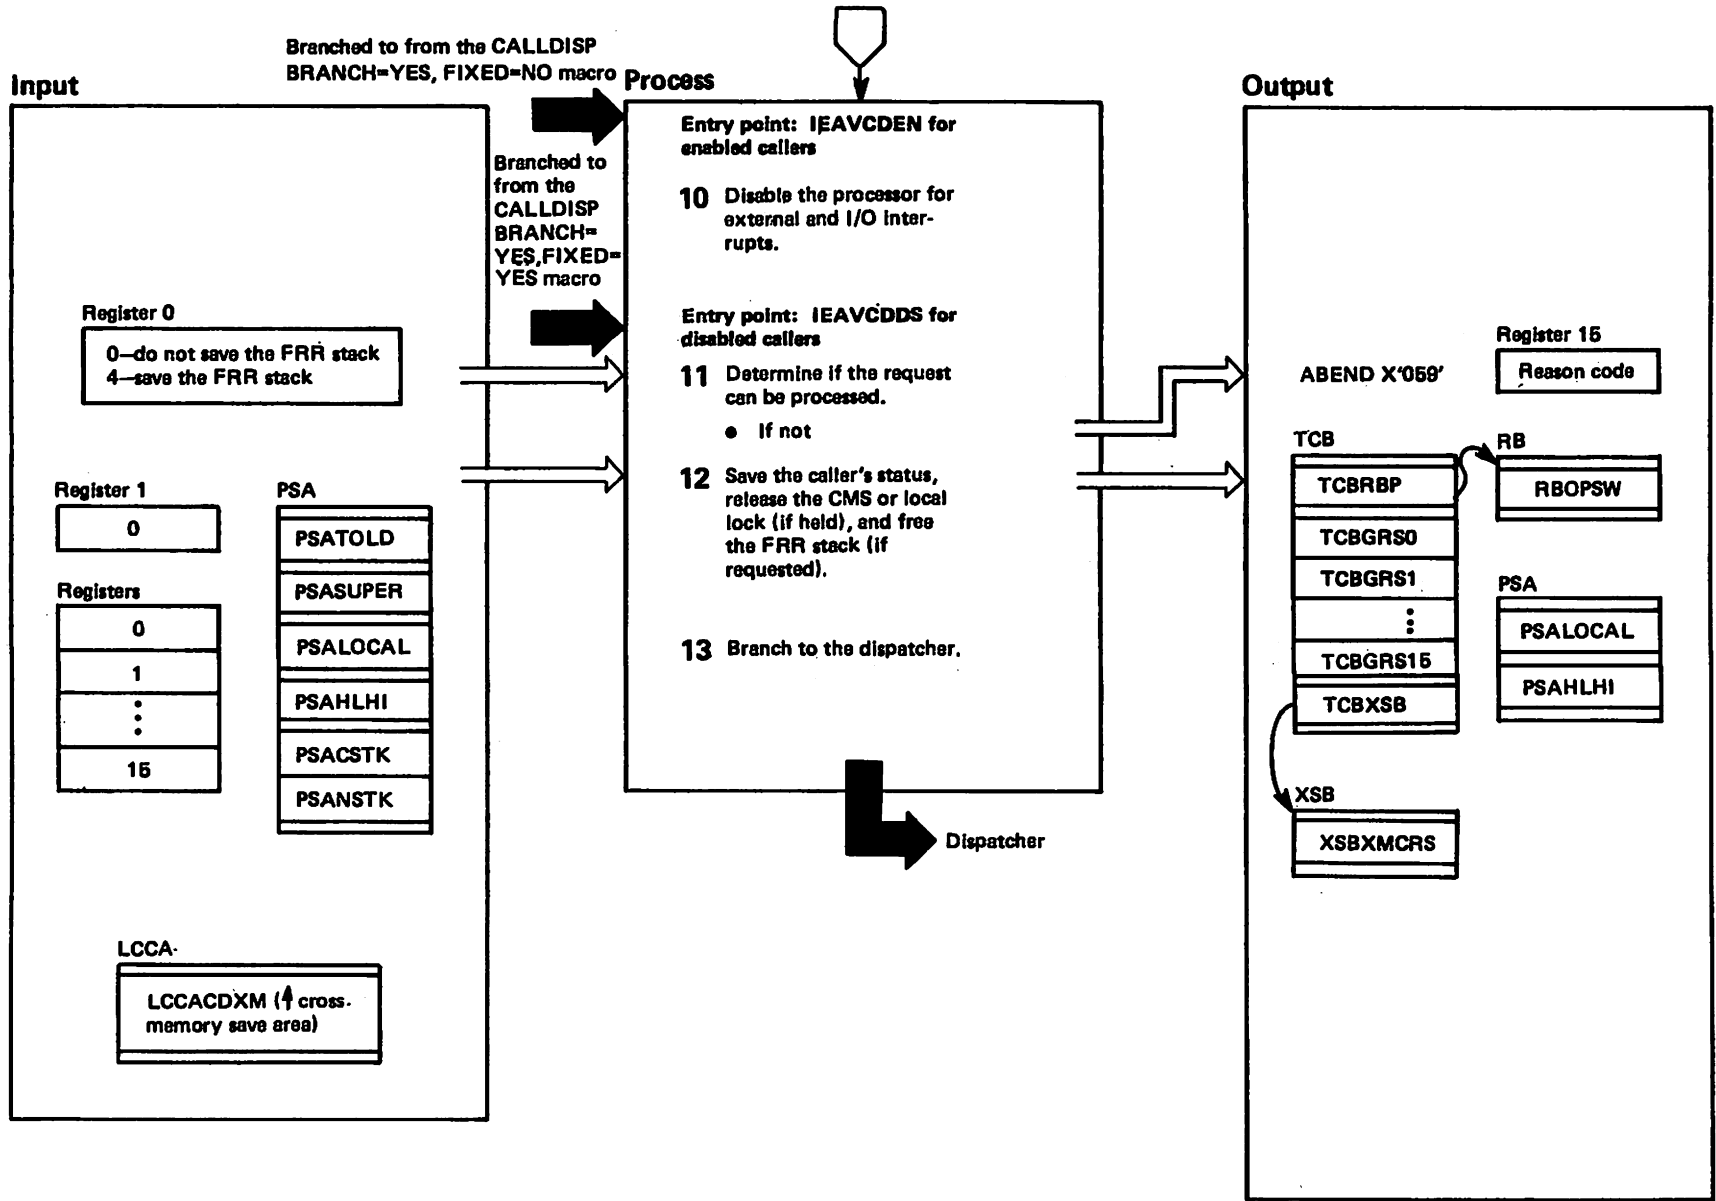 Branched to from the CALLDISP
BRANCH=YES, FIXED=NO macro
Input
Process
Output
Branched to
from the
CALLDISP
BRANCH=
YES,FIXED=
YES macro
Register 0
0—do not save the FRR stack
4—save the FRR stack
Register 1
0
Registers
0
1
15
PSA
PSATOLD
PSASUPER
PSALOCAL
PSAHLHI
PSACSTK
PSANSTK
LCCA
LCCACDXM (↑ cross-
memory save area)
Entry point: IEAVCDEN for
enabled callers
10 Disable the processor for
external and I/O inter-
rupts.
Entry point: IEAVCDDS for
disabled callers
11 Determine if the request
can be processed.
● If not
12 Save the caller's status,
release the CMS or local
lock (if held), and free
the FRR stack (if
requested).
13 Branch to the dispatcher.
Dispatcher
ABEND X'059'
Register 15
Reason code
TCB
TCBRBP
TCBGRS0
TCBGRS1
TCBGRS15
TCBXSB
RB
RBOPSW
PSA
PSALOCAL
PSAHLHI
XSB
XSBXMCRS